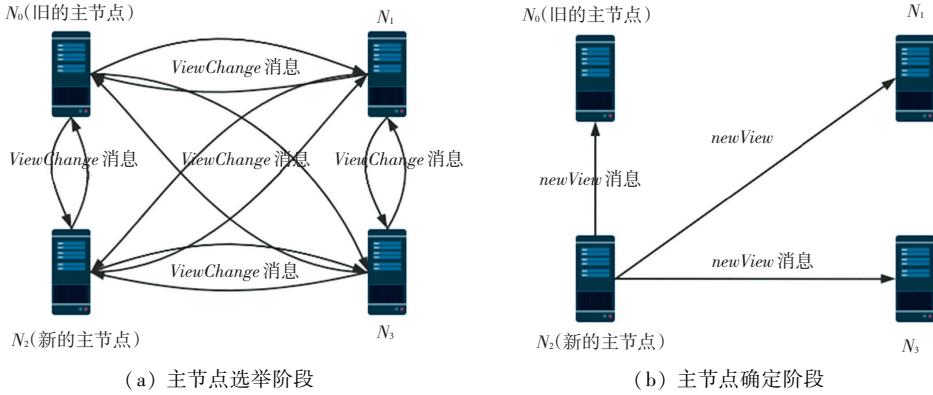 N₀(旧的主节点)
N₁
ViewChange 消息
ViewChange 消息
ViewChange 消息
ViewChange 消息
ViewChange 消息
N₂(新的主节点)
N₃
(a) 主节点选举阶段
N₀(旧的主节点)
N₁
newView
newView 消息
newView 消息
N₂(新的主节点)
N₃
(b) 主节点确定阶段